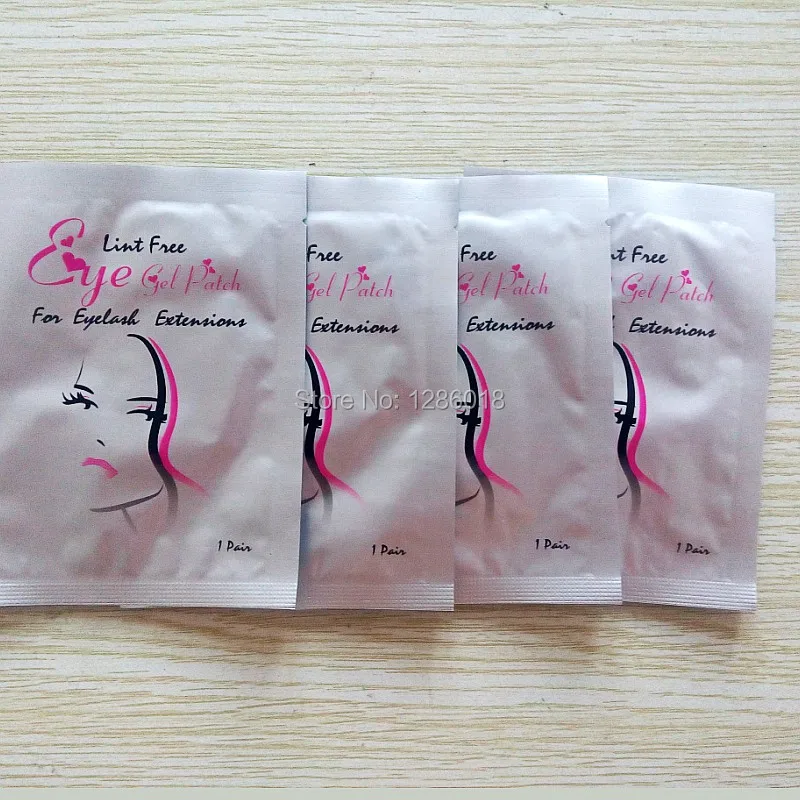 Lint Free
Eye Gel Patch
For Eyelash Extensions
1 Pair
Free
Gel Patch
Extensions
1 Pair
Free
Gel Patch
Extensions
1 Pair
Free
Gel Patch
Extensions
1 Pair
Store No: 1286018